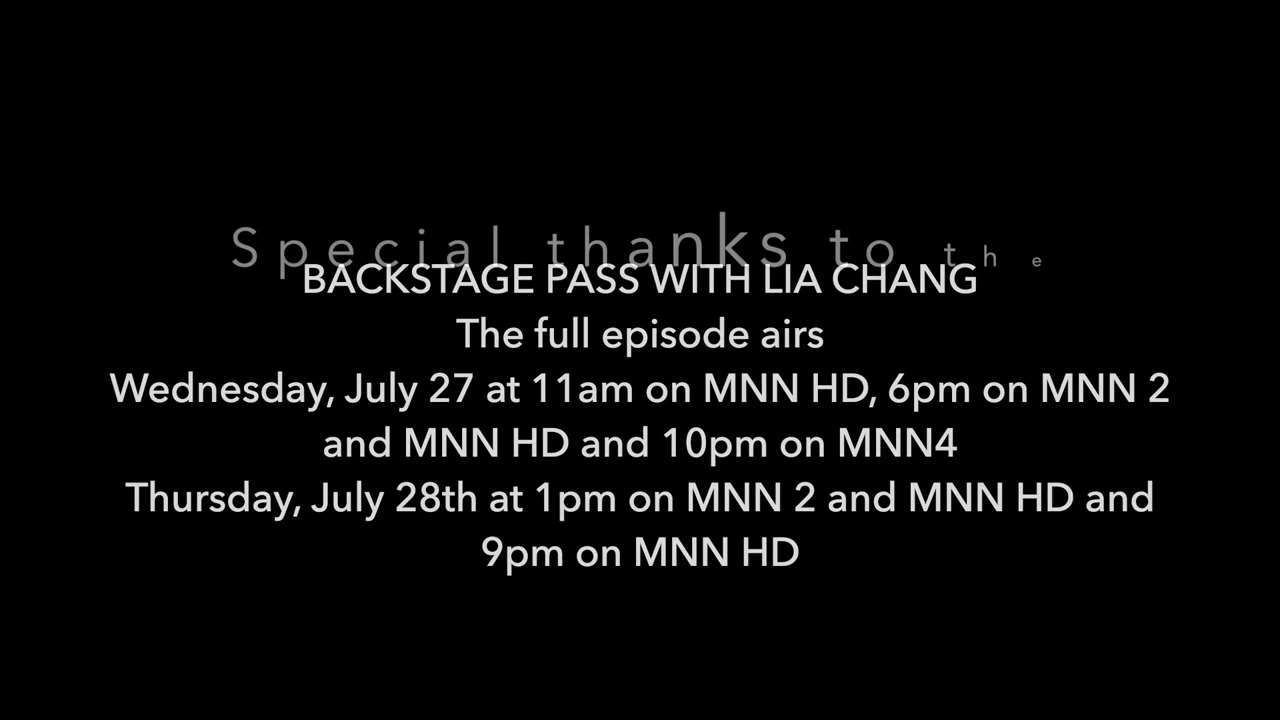 Special thanks to the
BACKSTAGE PASS WITH LIA CHANG
The full episode airs
Wednesday, July 27 at 11am on MNN HD, 6pm on MNN 2
and MNN HD and 10pm on MNN4
Thursday, July 28th at 1pm on MNN 2 and MNN HD and
9pm on MNN HD